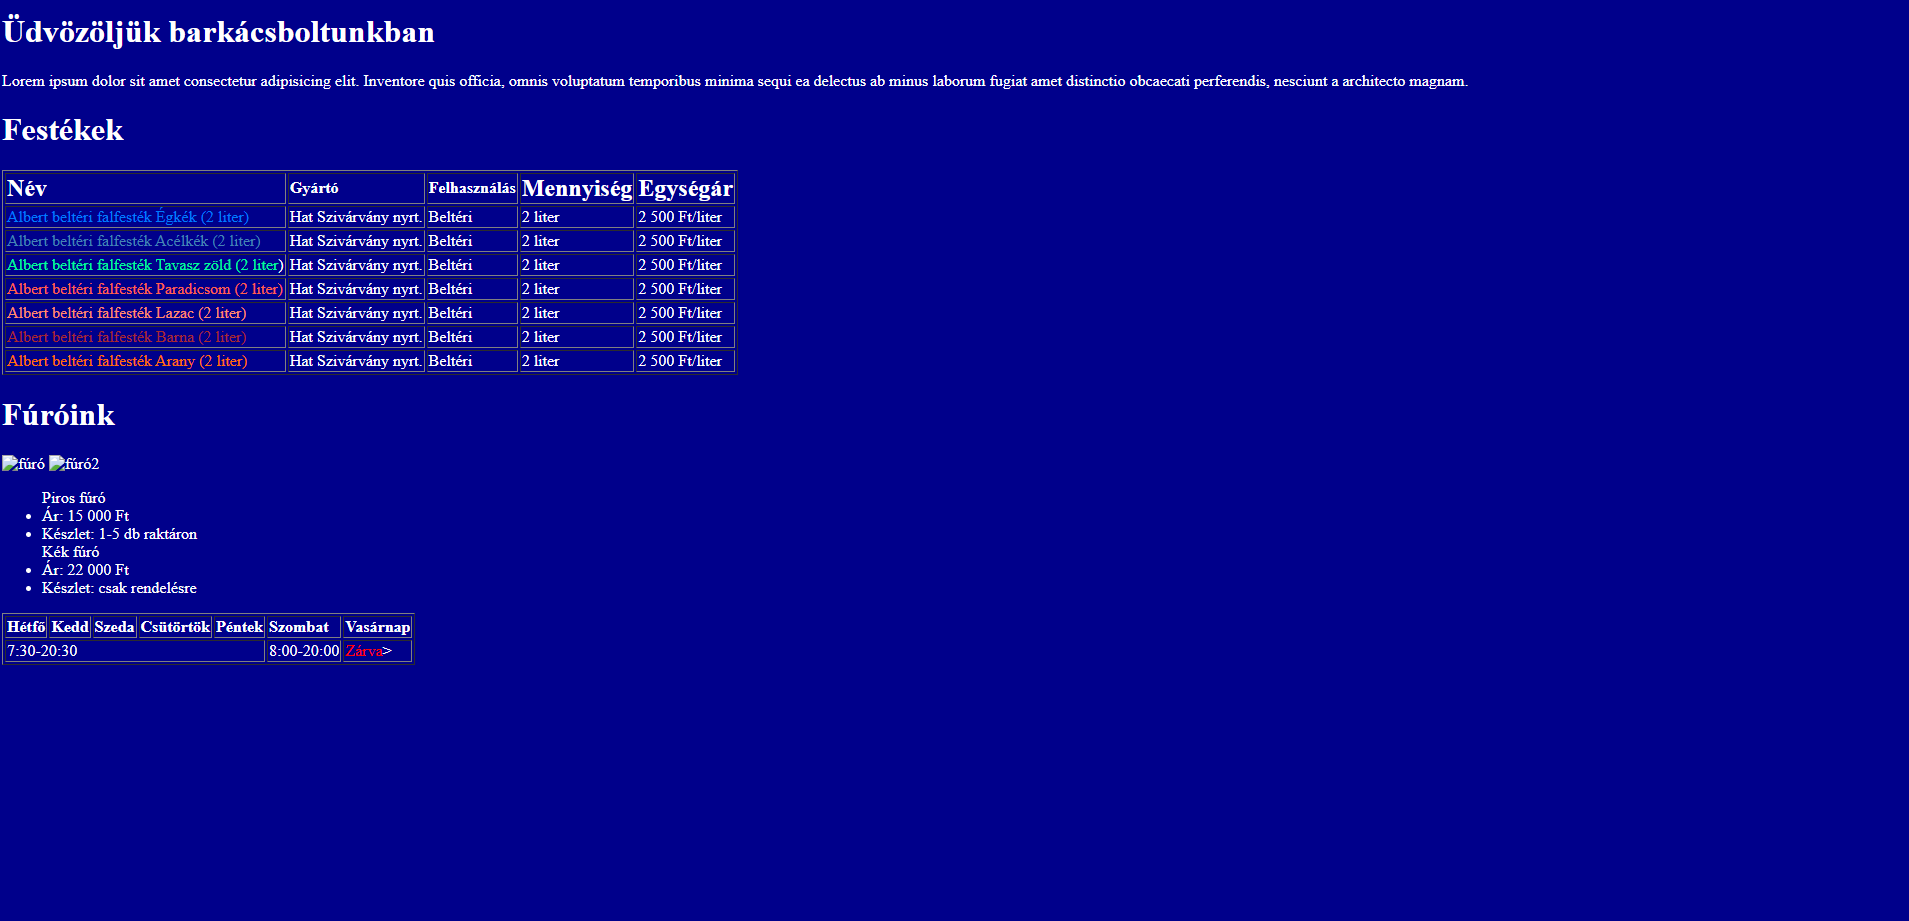 Üdvözöljük barkácsboltunkban
Lorem ipsum dolor sit amet consectetur adipisicing elit. Inventore quis officia, omnis voluptatum temporibus minima sequi ea delectus ab minus laborum fugiat amet distinctio obcaecati perferendis, nesciunt a architecto magnam.
Festékek
Név Gyártó Felhasználás Mennyiség Egységár
Albert beltéri falfesték Égkék (2 liter) Hat Szivárvány nyrt. Beltéri 2 liter 2 500 Ft/liter
Albert beltéri falfesték Acélkék (2 liter) Hat Szivárvány nyrt. Beltéri 2 liter 2 500 Ft/liter
Albert beltéri falfesték Tavasz zöld (2 liter) Hat Szivárvány nyrt. Beltéri 2 liter 2 500 Ft/liter
Albert beltéri falfesték Paradicsom (2 liter) Hat Szivárvány nyrt. Beltéri 2 liter 2 500 Ft/liter
Albert beltéri falfesték Lazac (2 liter) Hat Szivárvány nyrt. Beltéri 2 liter 2 500 Ft/liter
Albert beltéri falfesték Barna (2 liter) Hat Szivárvány nyrt. Beltéri 2 liter 2 500 Ft/liter
Albert beltéri falfesték Arany (2 liter) Hat Szivárvány nyrt. Beltéri 2 liter 2 500 Ft/liter
Fúróink
fúró fúró2
Piros fúró
• Ár: 15 000 Ft
• Készlet: 1-5 db raktáron
Kék fúró
• Ár: 22 000 Ft
• Készlet: csak rendelésre
Hétfő Kedd Szeda Csütörtök Péntek Szombat Vasárnap
7:30-20:30 8:00-20:00 Zárva>